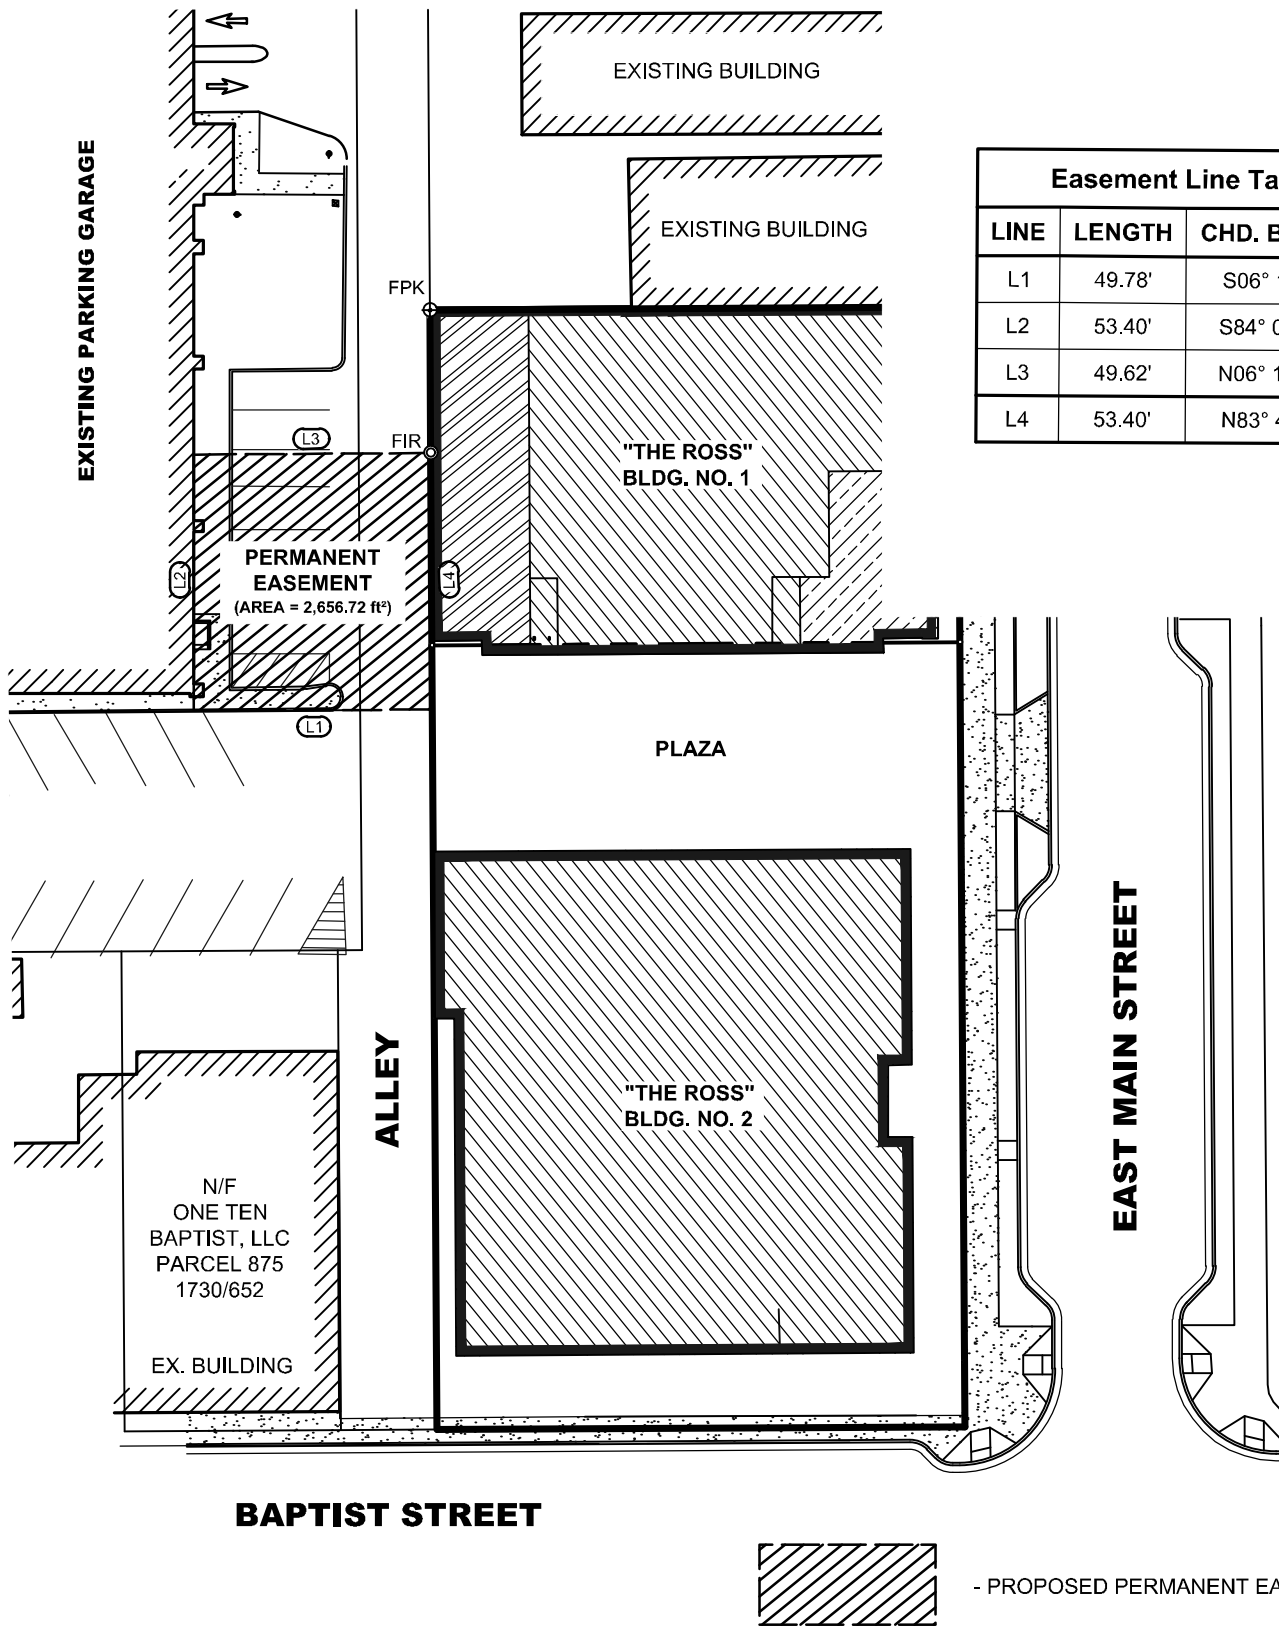 EXISTING BUILDING
EXISTING PARKING GARAGE
EXISTING BUILDING
Easement Line Ta
LINE LENGTH CHD. B
L1 49.78' S06°
L2 53.40' S84°
L3 49.62' N06° 1
L4 53.40' N83° 4
FPK
FIR
L3
"THE ROSS"
BLDG. NO. 1
PERMANENT
EASEMENT
(AREA = 2,656.72 ft²)
L2
L4
L1
PLAZA
ALLEY
EAST MAIN STREET
"THE ROSS"
BLDG. NO. 2
N/F
ONE TEN
BAPTIST, LLC
PARCEL 875
1730/652
EX. BUILDING
BAPTIST STREET
- PROPOSED PERMANENT EA